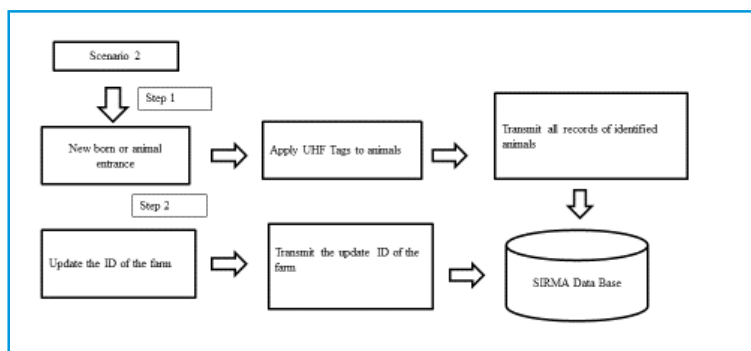 Scenario 2
Step 1
New born or animal
entrance
Apply UHF Tags to animals
Transmit all records of identified
animals
Step 2
Update the ID of the farm
Transmit the update ID of the
farm
SIRMA Data Base